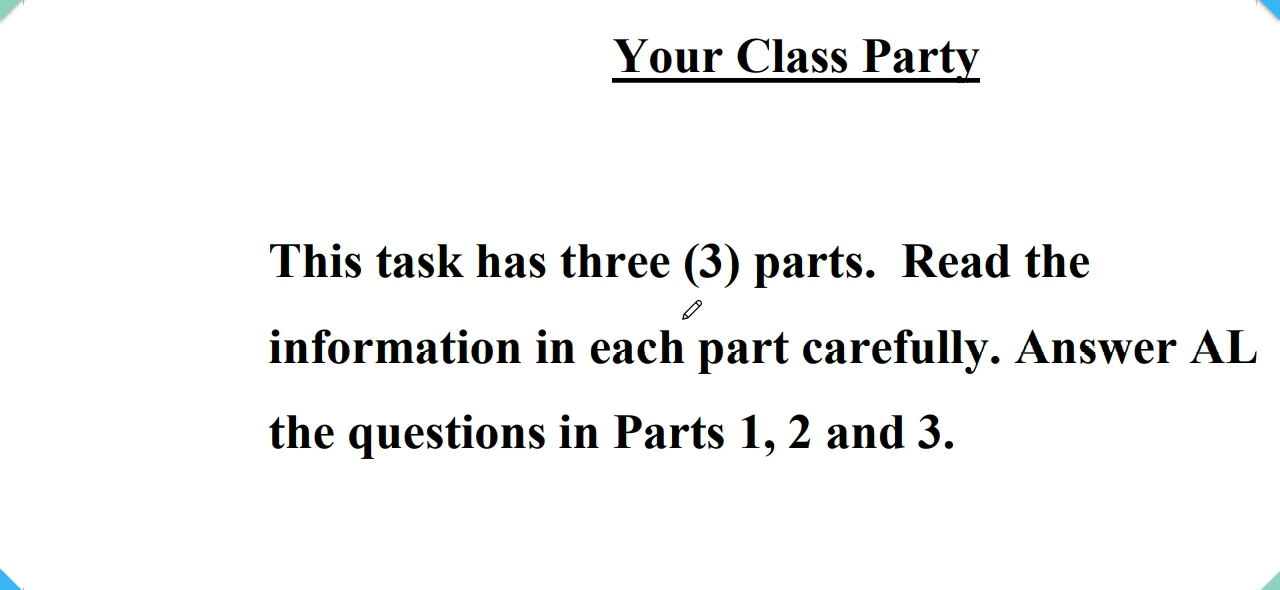 Your Class Party
This task has three (3) parts. Read the
information in each part carefully. Answer AL
the questions in Parts 1, 2 and 3.